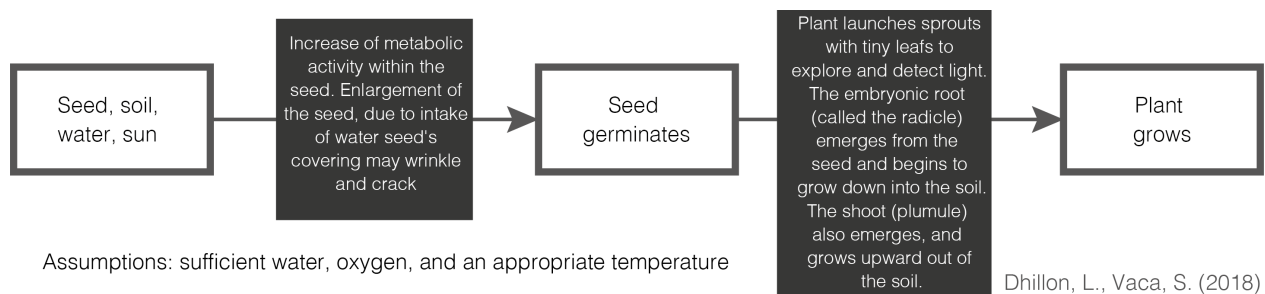 Seed, soil,
water, sun
Increase of metabolic
activity within the
seed. Enlargement of
the seed, due to intake
of water seed's
covering may wrinkle
and crack
Seed
germinates
Plant launches sprouts
with tiny leafs to
explore and detect light.
The embryonic root
(called the radicle)
emerges from the
seed and begins to
grow down into the soil.
The shoot (plumule)
also emerges, and
grows upward out of
the soil.
Plant
grows
Assumptions: sufficient water, oxygen, and an appropriate temperature
Dhillon, L., Vaca, S. (2018)